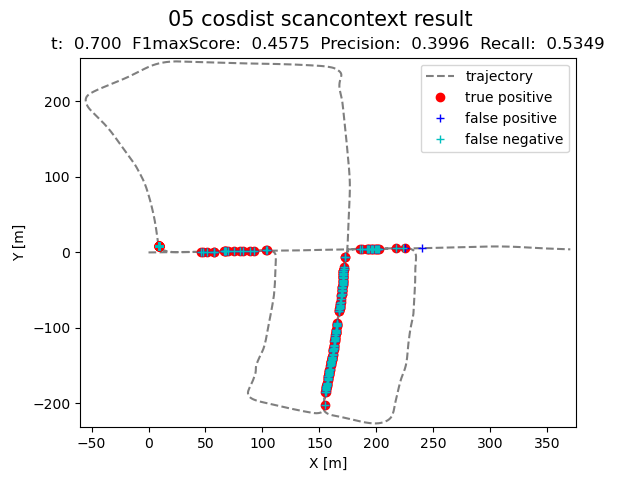 05 cosdist scancontext result
t:  0.700  F1maxScore:  0.4575  Precision:  0.3996  Recall:  0.5349
trajectory
true positive
false positive
false negative
200
100
0
−100
−200
Y [m]
−50 0 50 100 150 200 250 300 350
X [m]